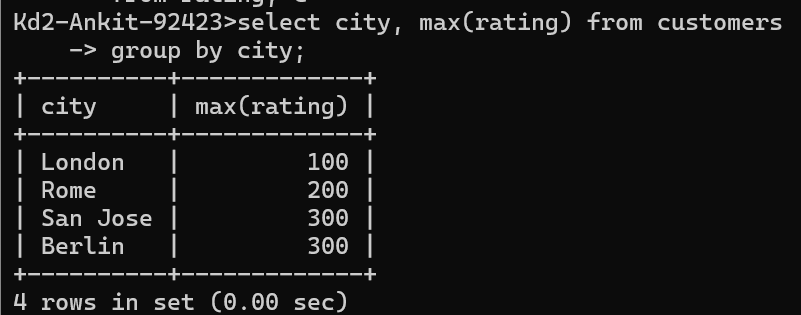 Kd2-Ankit-92423>select city, max(rating) from customers
    -> group by city;
+----------+-------------+
| city     | max(rating) |
+----------+-------------+
| London   |         100 |
| Rome     |         200 |
| San Jose |         300 |
| Berlin   |         300 |
+----------+-------------+
4 rows in set (0.00 sec)